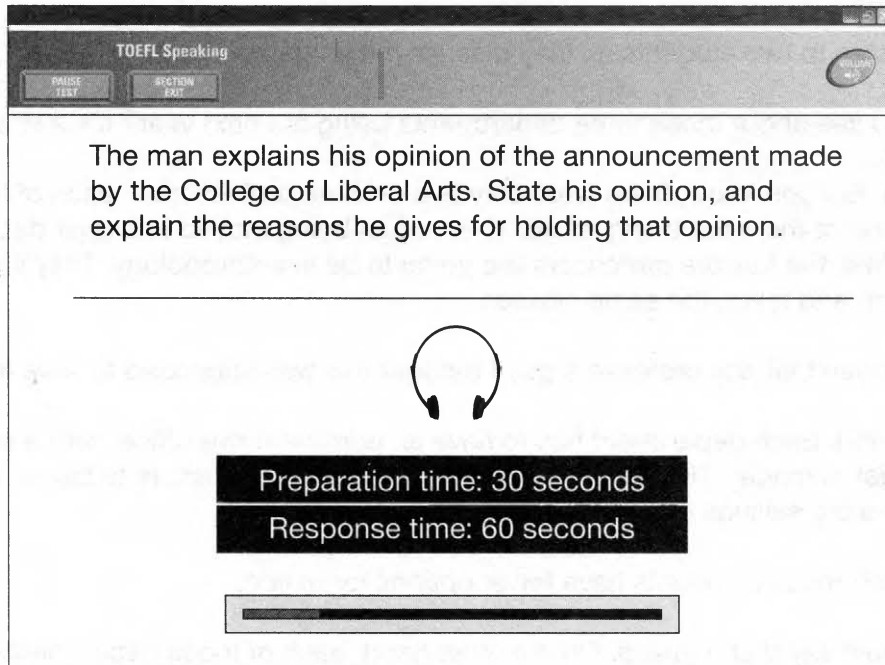 TOEFL Speaking
PAUSE TEST
SECTION EXIT
VOLUME
The man explains his opinion of the announcement made
by the College of Liberal Arts. State his opinion, and
explain the reasons he gives for holding that opinion.
Preparation time: 30 seconds
Response time: 60 seconds